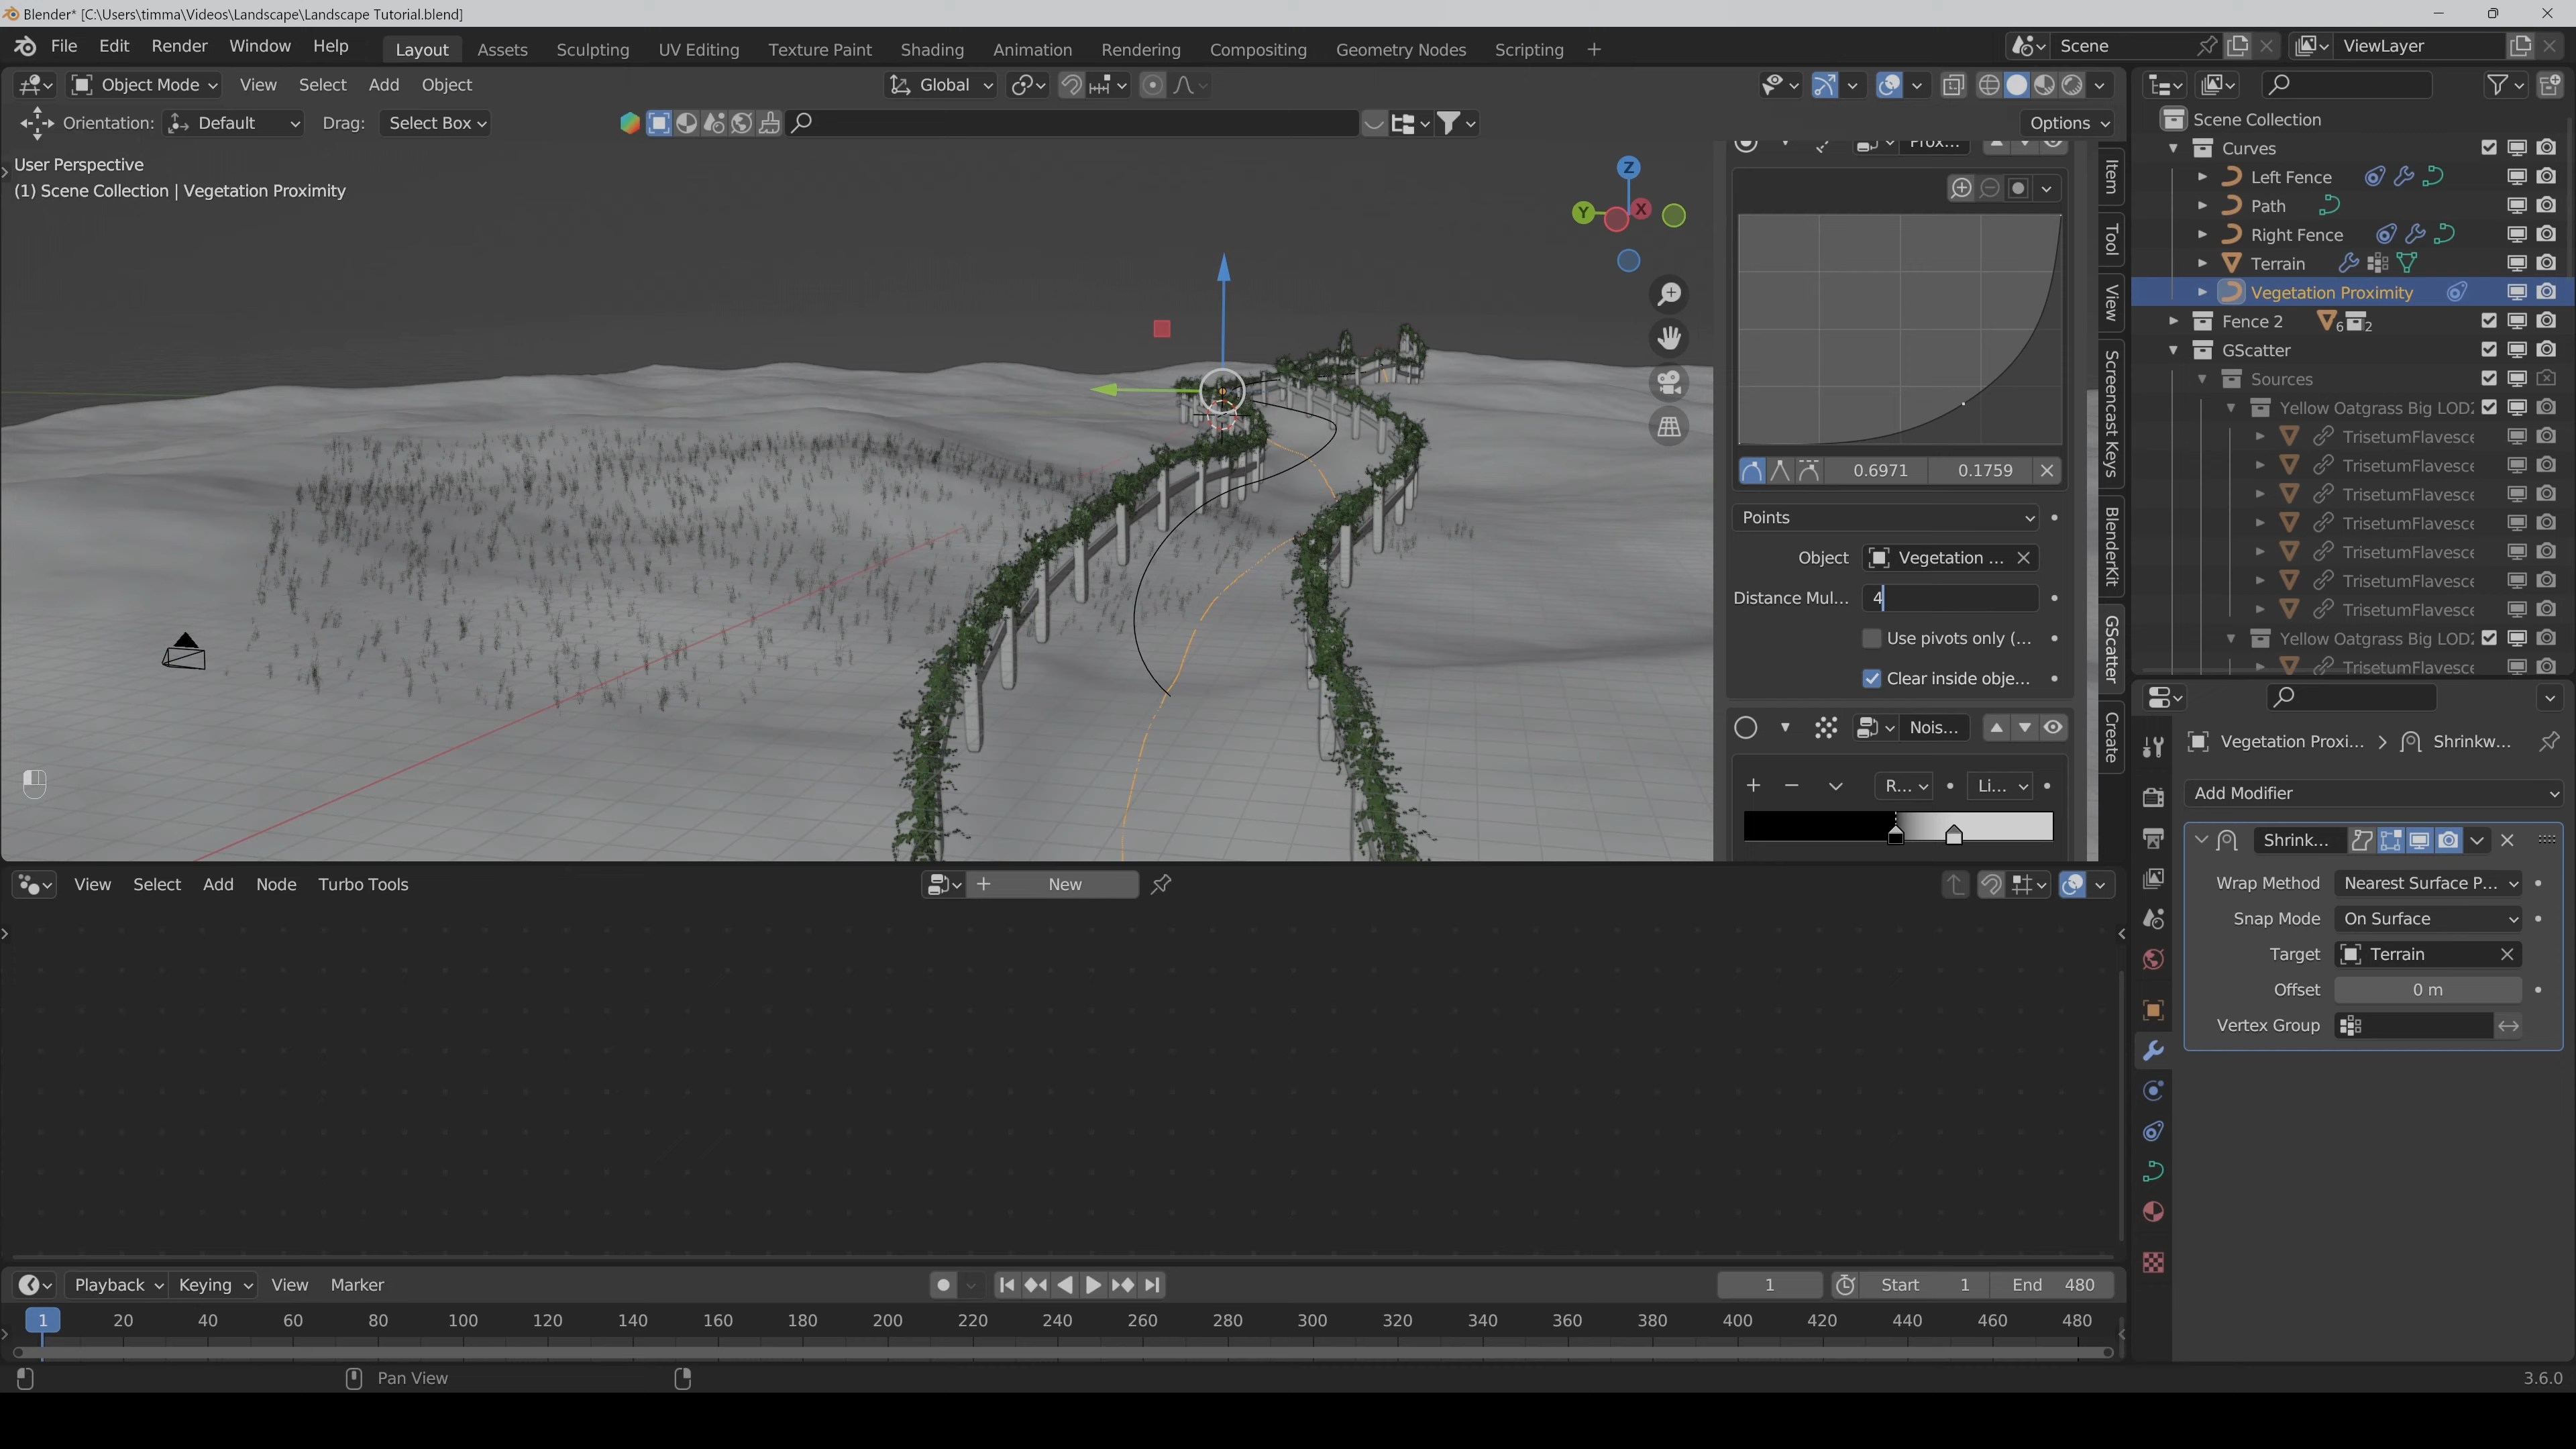 Blender* [C:\Users\timma\Videos\Landscape\Landscape Tutorial.blend]
File Edit Render Window Help Layout Assets Sculpting UV Editing Texture Paint Shading Animation Rendering Compositing Geometry Nodes Scripting + Scene ViewLayer
Object Mode View Select Add Object Global
Orientation: Default Drag: Select Box Options
User Perspective
(1) Scene Collection | Vegetation Proximity
Z
Y
X
Prox...
0.6971 0.1759
Points
Object Vegetation ...
Distance Mul... 4
Use pivots only (...
Clear inside obje...
Nois...
R... Li...
Item
Tool
View
Screencast Keys
BlenderKit
GScatter
Create
Scene Collection
Curves
Left Fence
Path
Right Fence
Terrain
Vegetation Proximity
Fence 2 6 2
GScatter
Sources
Yellow Oatgrass Big LOD
TrisetumFlavesce
TrisetumFlavesce
TrisetumFlavesce
TrisetumFlavesce
TrisetumFlavesce
TrisetumFlavesce
TrisetumFlavesce
Yellow Oatgrass Big LOD
TrisetumFlavesce
Vegetation Proxi... Shrinkw...
Add Modifier
Shrink...
Wrap Method Nearest Surface P...
Snap Mode On Surface
Target Terrain
Offset 0 m
Vertex Group
View Select Add Node Turbo Tools New
Playback Keying View Marker 1 Start 1 End 480
1 20 40 60 80 100 120 140 160 180 200 220 240 260 280 300 320 340 360 380 400 420 440 460 480
Pan View 3.6.0